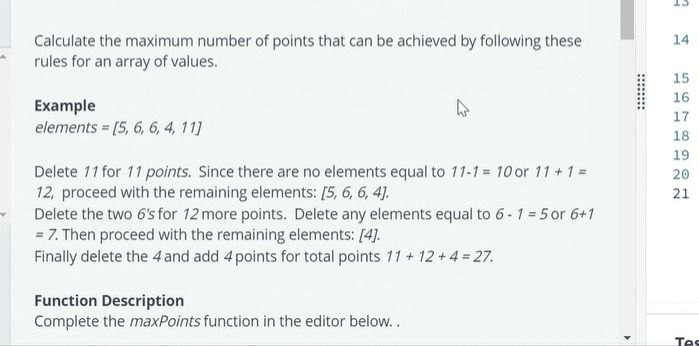 13
Calculate the maximum number of points that can be achieved by following these
rules for an array of values.
14
Example
elements = [5, 6, 6, 4, 11]
15
16
17
18
19
20
21
Delete 11 for 11 points. Since there are no elements equal to 11-1 = 10 or 11 + 1 =
12, proceed with the remaining elements: [5, 6, 6, 4].
Delete the two 6's for 12 more points. Delete any elements equal to 6 - 1 = 5 or 6+1
= 7. Then proceed with the remaining elements: [4].
Finally delete the 4 and add 4 points for total points 11 + 12 + 4 = 27.
Function Description
Complete the maxPoints function in the editor below. .